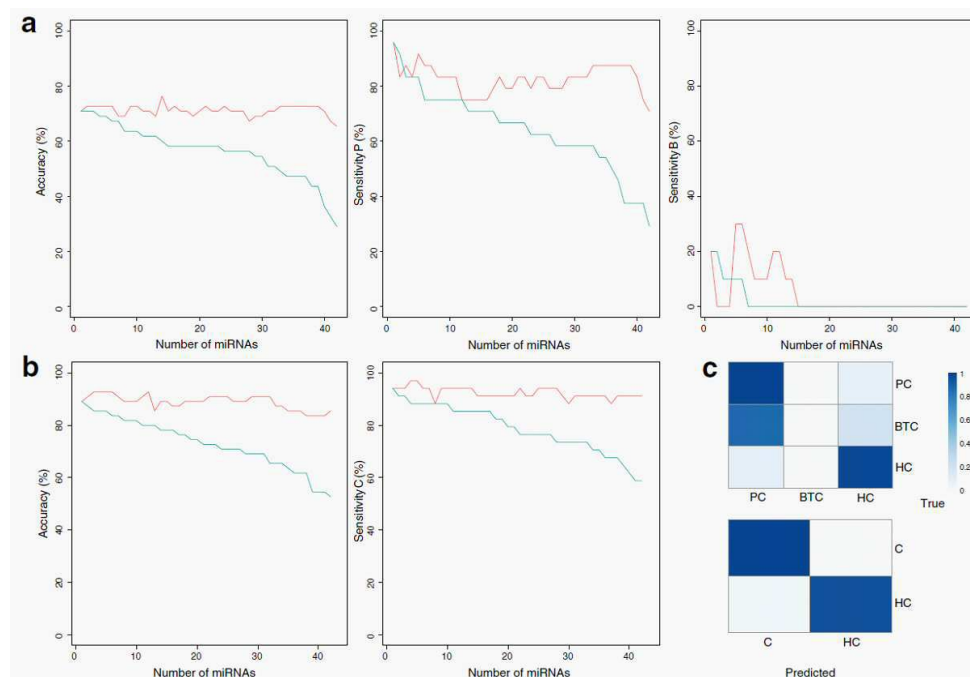 a
Accuracy (%)
0 20 40 60 80 100
0 10 20 30 40
Number of miRNAs
Sensitivity P (%)
0 20 40 60 80 100
0 10 20 30 40
Number of miRNAs
Sensitivity B (%)
0 20 40 60 80 100
0 10 20 30 40
Number of miRNAs
b
Accuracy (%)
0 20 40 60 80 100
0 10 20 30 40
Number of miRNAs
Sensitivity C (%)
0 20 40 60 80 100
0 10 20 30 40
Number of miRNAs
c
PC
BTC
HC
PC BTC HC
1
0.8
0.6
0.4
0.2
0
True
C
HC
C HC
Predicted